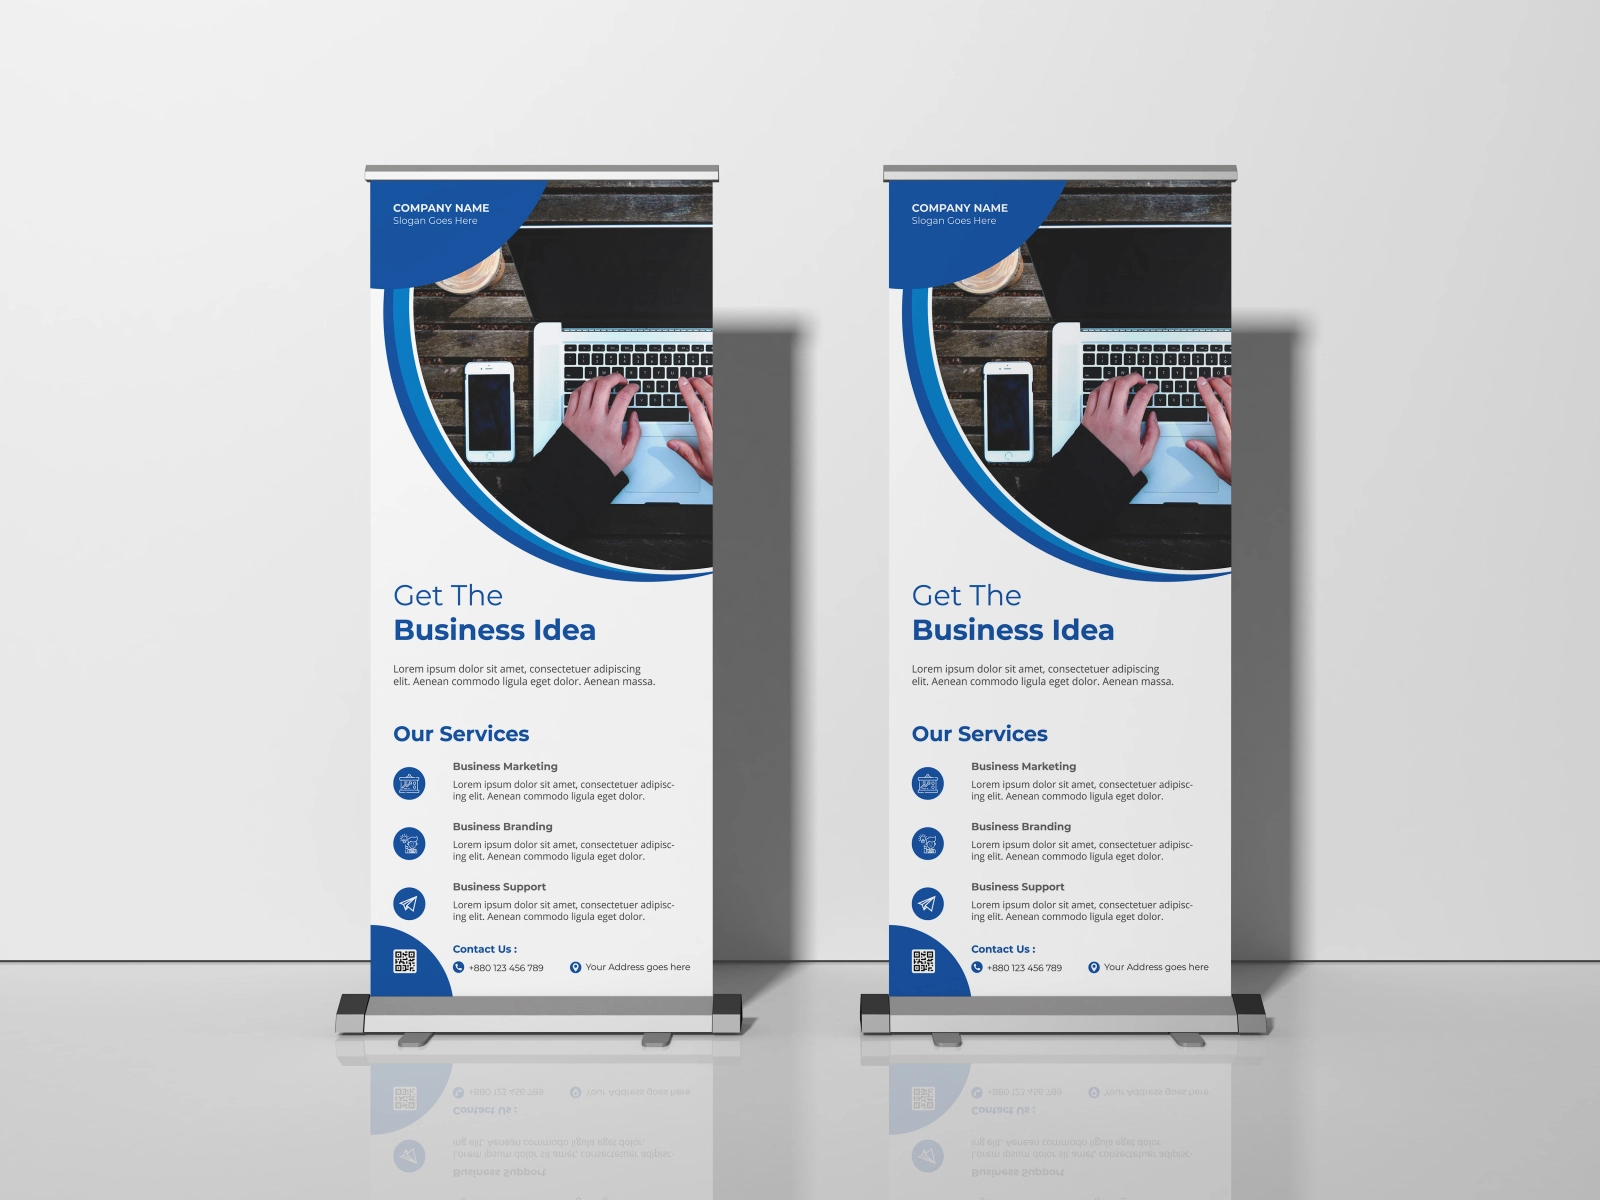 COMPANY NAME
Slogan Goes Here
Get The
Business Idea
Lorem ipsum dolor sit amet, consectetuer adipiscing
elit. Aenean commodo ligula eget dolor. Aenean massa.
Our Services
Business Marketing
Lorem ipsum dolor sit amet, consectetuer adipisc-
ing elit. Aenean commodo ligula eget dolor.
Business Branding
Lorem ipsum dolor sit amet, consectetuer adipisc-
ing elit. Aenean commodo ligula eget dolor.
Business Support
Lorem ipsum dolor sit amet, consectetuer adipisc-
ing elit. Aenean commodo ligula eget dolor.
Contact Us :
+880 123 456 789 Your Address goes here
COMPANY NAME
Slogan Goes Here
Get The
Business Idea
Lorem ipsum dolor sit amet, consectetuer adipiscing
elit. Aenean commodo ligula eget dolor. Aenean massa.
Our Services
Business Marketing
Lorem ipsum dolor sit amet, consectetuer adipisc-
ing elit. Aenean commodo ligula eget dolor.
Business Branding
Lorem ipsum dolor sit amet, consectetuer adipisc-
ing elit. Aenean commodo ligula eget dolor.
Business Support
Lorem ipsum dolor sit amet, consectetuer adipisc-
ing elit. Aenean commodo ligula eget dolor.
Contact Us :
+880 123 456 789 Your Address goes here